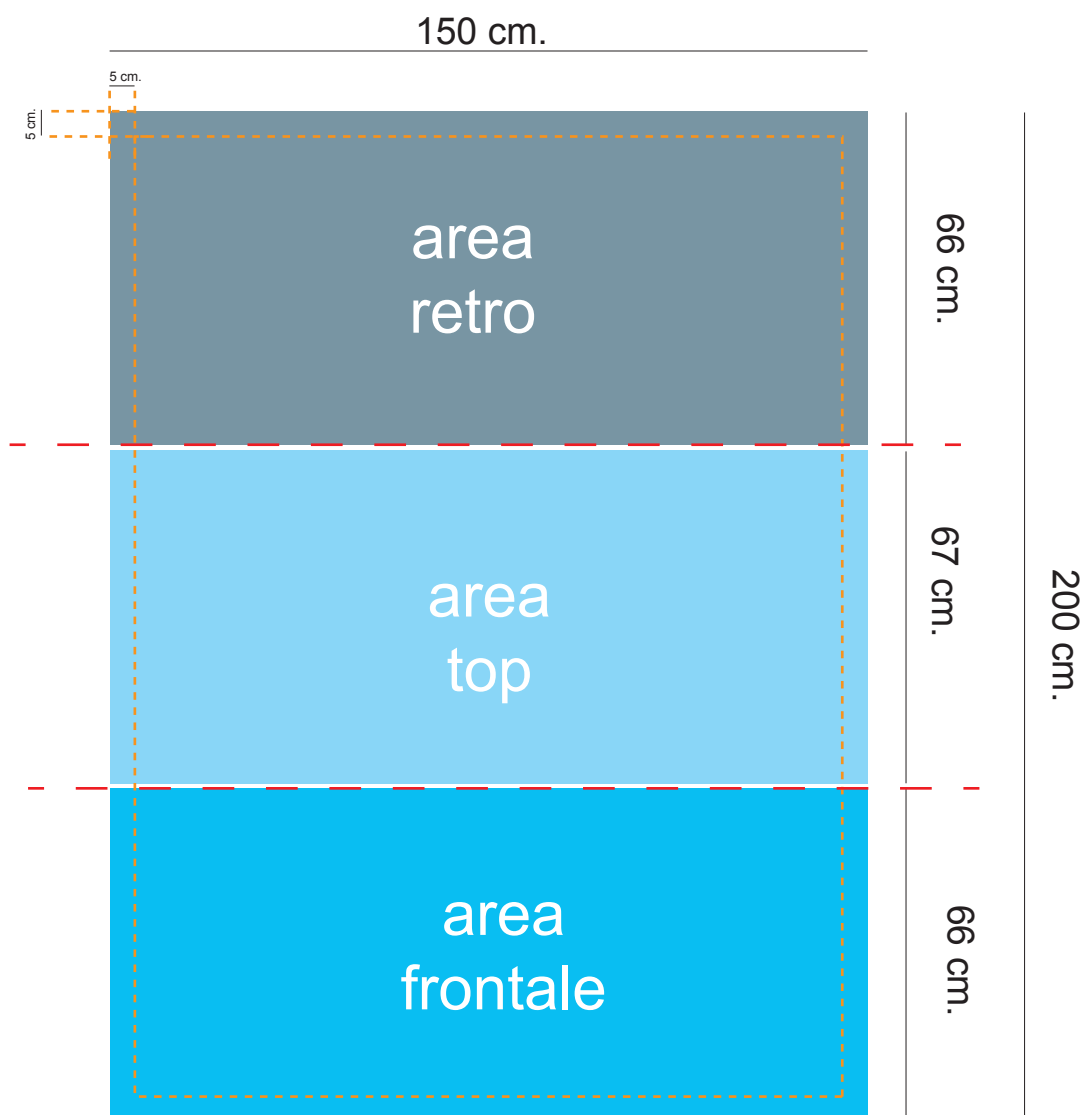 150 cm.
5 cm.
5 cm.
area
retro
66 cm.
area
top
67 cm.
200 cm.
area
frontale
66 cm.